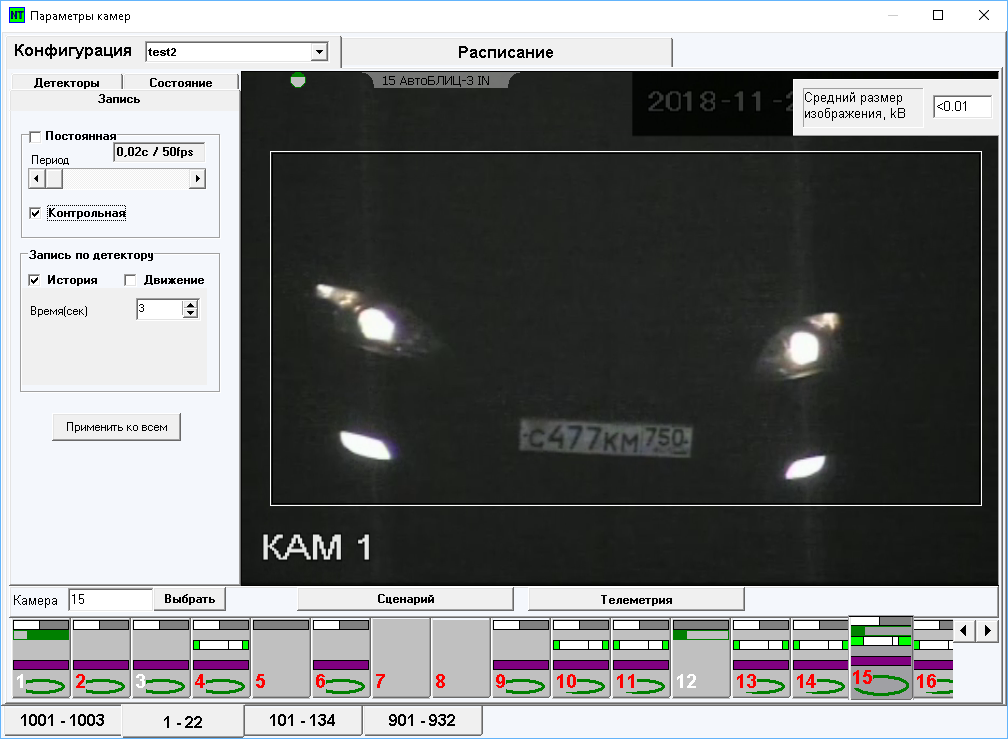 NT Параметры камер
Конфигурация test2 Расписание
Детекторы Состояние
Запись
Постоянная
Период 0,02с / 50fps
Контрольная
Запись по детектору
История Движение
Время(сек) 3
Применить ко всем
15 АвтоБЛИЦ-3 IN
2018-11-2
Средний размер
изображения, kB
<0.01
С477КМ 750
КАМ 1
Камера 15 Выбрать Сценарий Телеметрия
1 2 3 4 5 6 7 8 9 10 11 12 13 14 15 16
1001 - 1003 1 - 22 101 - 134 901 - 932